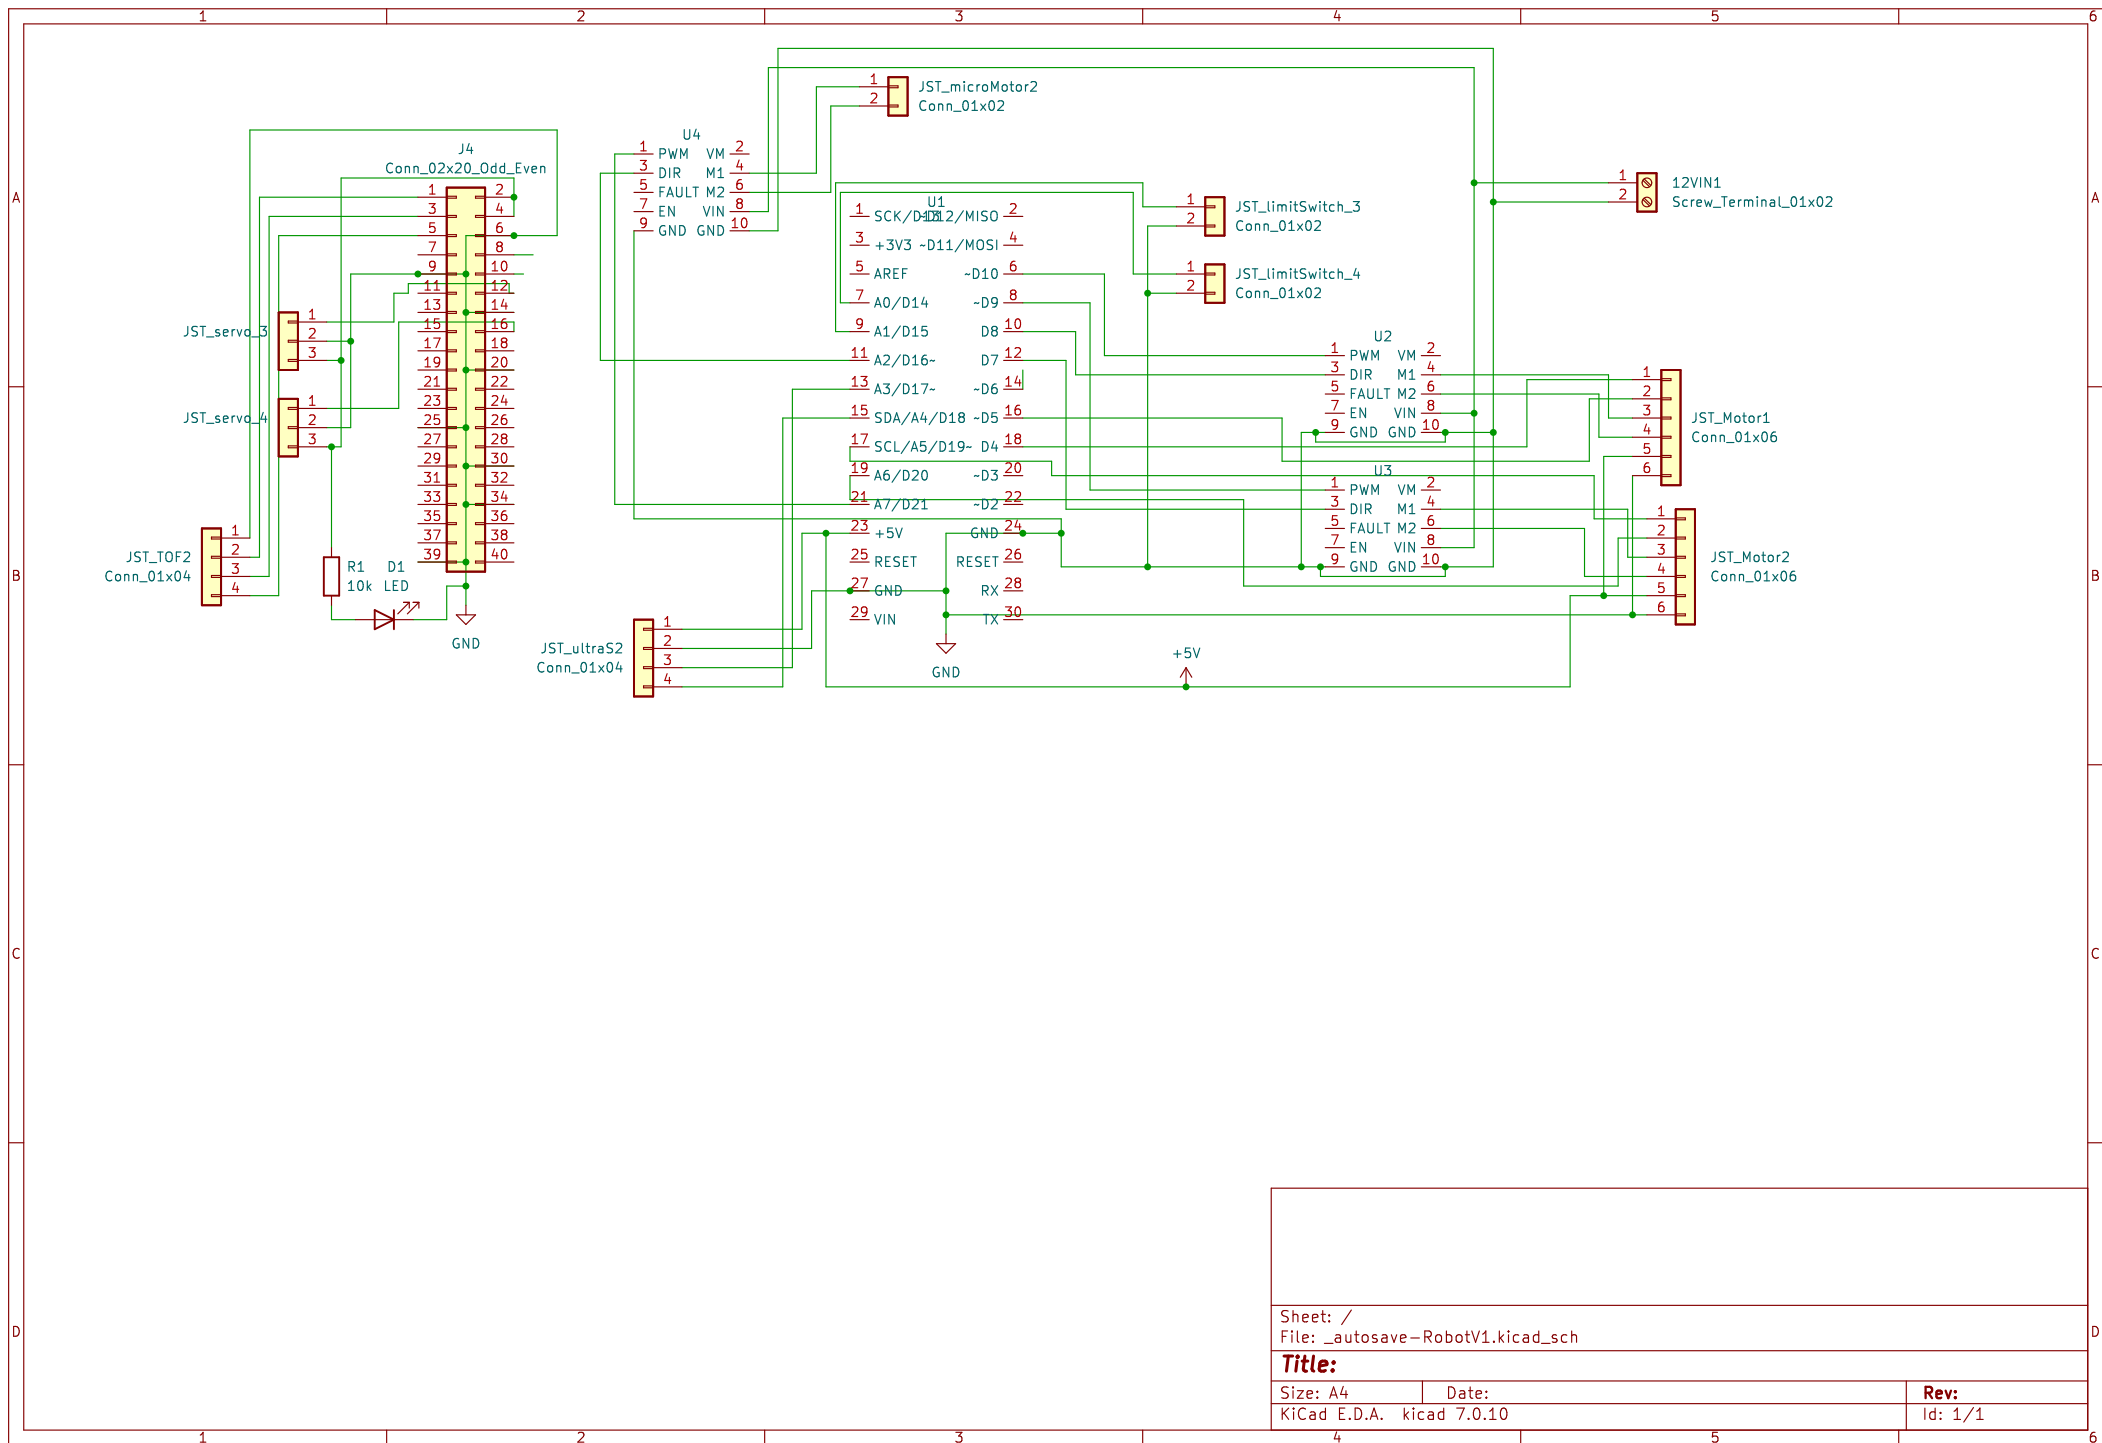 1 2 3 4 5 6
A
B
C
D
A
B
C
D
1 2 3 4 5 6
J4
Conn_02x20_Odd_Even
1 2
3 4
5 6
7 8
9 10
11 12
13 14
15 16
17 18
19 20
21 22
23 24
25 26
27 28
29 30
31 32
33 34
35 36
37 38
39 40
JST_servo_3
1
2
3
JST_servo_4
1
2
3
JST_TOF2
Conn_01x04
1
2
3
4
R1
10k
D1
LED
GND
U4
1 PWM VM 2
3 DIR M1 4
5 FAULT M2 6
7 EN VIN 8
9 GND GND 10
JST_microMotor2
Conn_01x02
1
2
U1
1 SCK/D13 ~D12/MISO 2
3 +3V3 ~D11/MOSI 4
5 AREF ~D10 6
7 A0/D14 ~D9 8
9 A1/D15 D8 10
11 A2/D16~ D7 12
13 A3/D17~ ~D6 14
15 SDA/A4/D18 ~D5 16
17 SCL/A5/D19~ D4 18
19 A6/D20 ~D3 20
21 A7/D21 ~D2 22
23 +5V GND 24
25 RESET RESET 26
27 GND RX 28
29 VIN TX 30
GND
JST_ultraS2
Conn_01x04
1
2
3
4
+5V
JST_limitSwitch_3
Conn_01x02
1
2
JST_limitSwitch_4
Conn_01x02
1
2
U2
1 PWM VM 2
3 DIR M1 4
5 FAULT M2 6
7 EN VIN 8
9 GND GND 10
U3
1 PWM VM 2
3 DIR M1 4
5 FAULT M2 6
7 EN VIN 8
9 GND GND 10
12VIN1
Screw_Terminal_01x02
1
2
JST_Motor1
Conn_01x06
1
2
3
4
5
6
JST_Motor2
Conn_01x06
1
2
3
4
5
6
Sheet: /
File: _autosave-RobotV1.kicad_sch
Title:
Size: A4 Date: Rev:
KiCad E.D.A. kicad 7.0.10 Id: 1/1